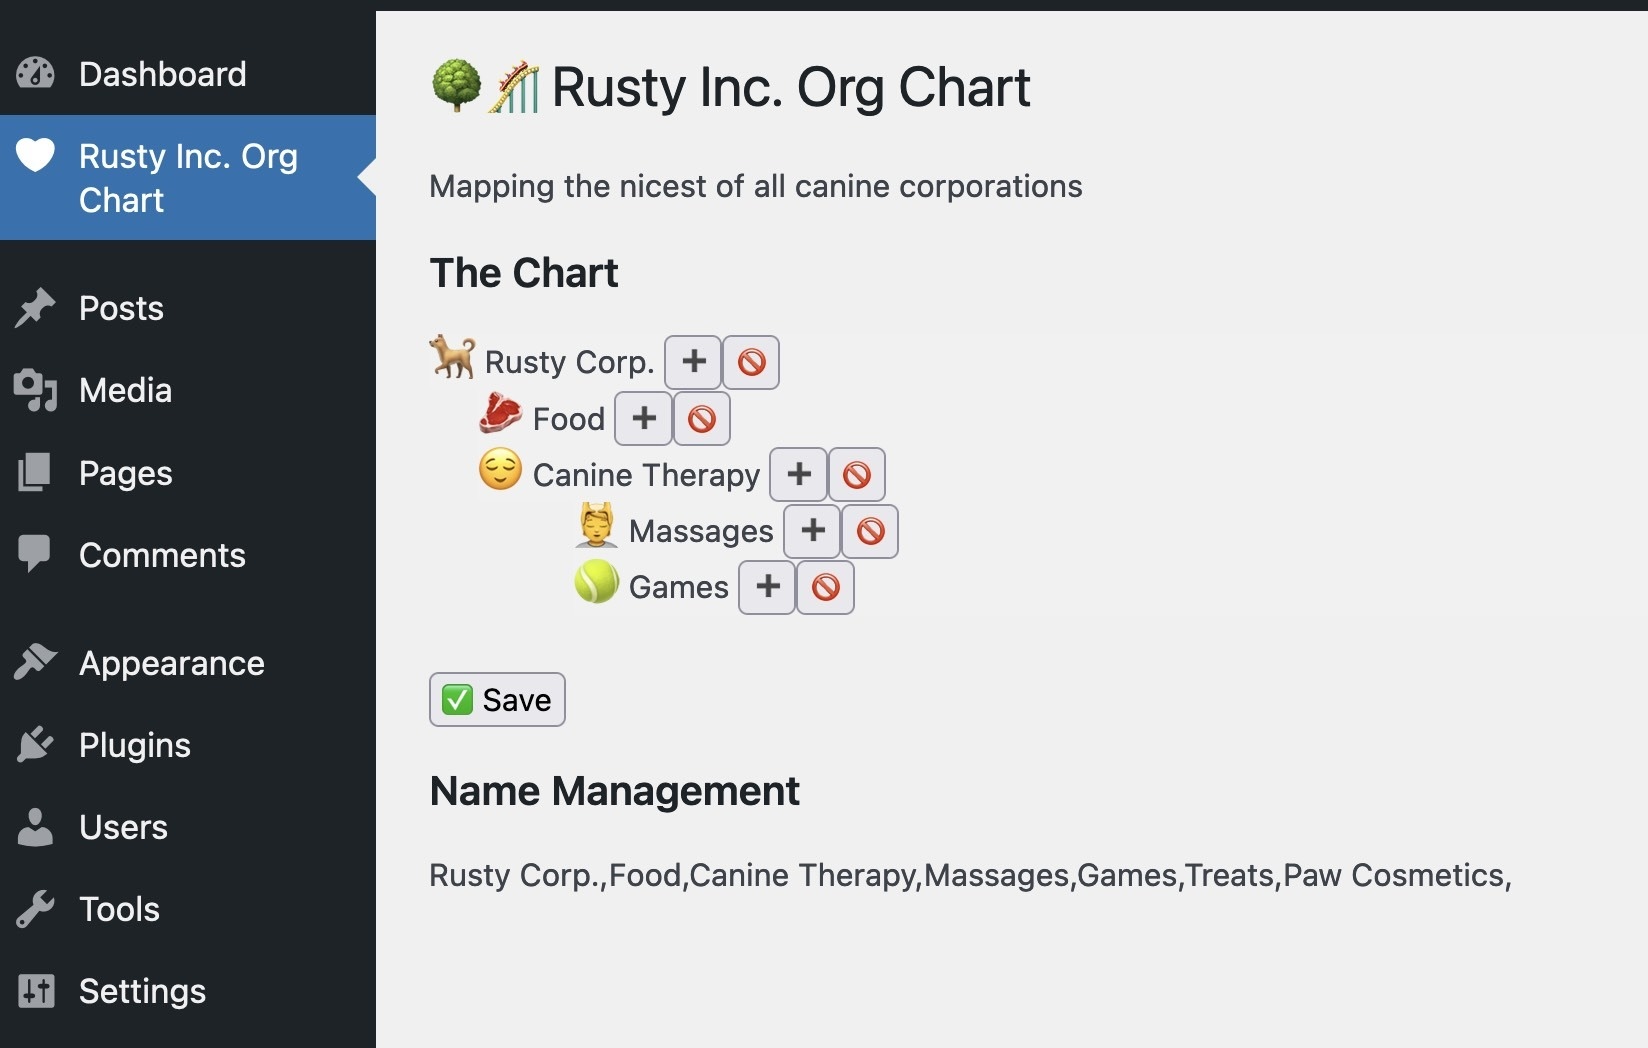 Dashboard
Rusty Inc. Org
Chart
Posts
Media
Pages
Comments
Appearance
Plugins
Users
Tools
Settings
🌳🎢 Rusty Inc. Org Chart
Mapping the nicest of all canine corporations
The Chart
🐕 Rusty Corp. ➕ 🚫
🥩 Food ➕ 🚫
😌 Canine Therapy ➕ 🚫
💆 Massages ➕ 🚫
🎾 Games ➕ 🚫
✅ Save
Name Management
Rusty Corp.,Food,Canine Therapy,Massages,Games,Treats,Paw Cosmetics,